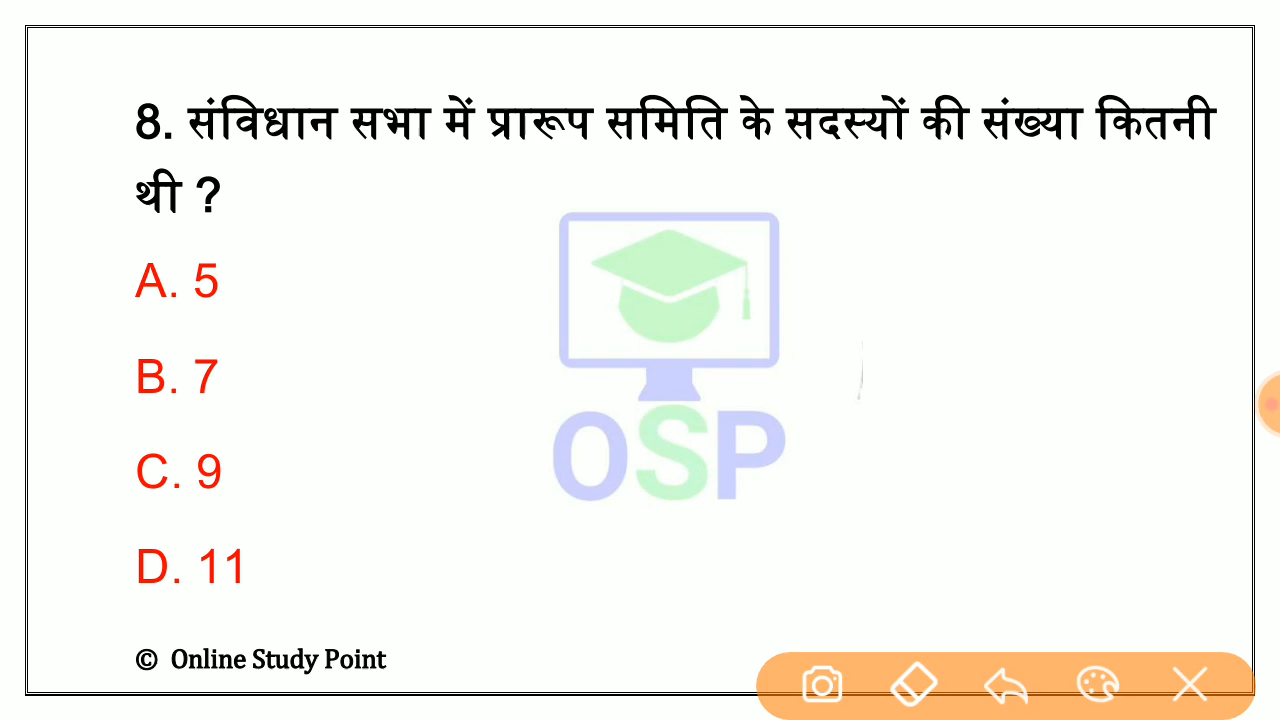 8. संविधान सभा में प्रारूप समिति के सदस्यों की संख्या कितनी
थी ?
A. 5
B. 7
C. 9
D. 11
OSP
© Online Study Point